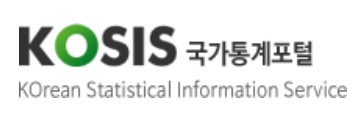 KOSIS 국가통계포털
KOrean Statistical Information Service